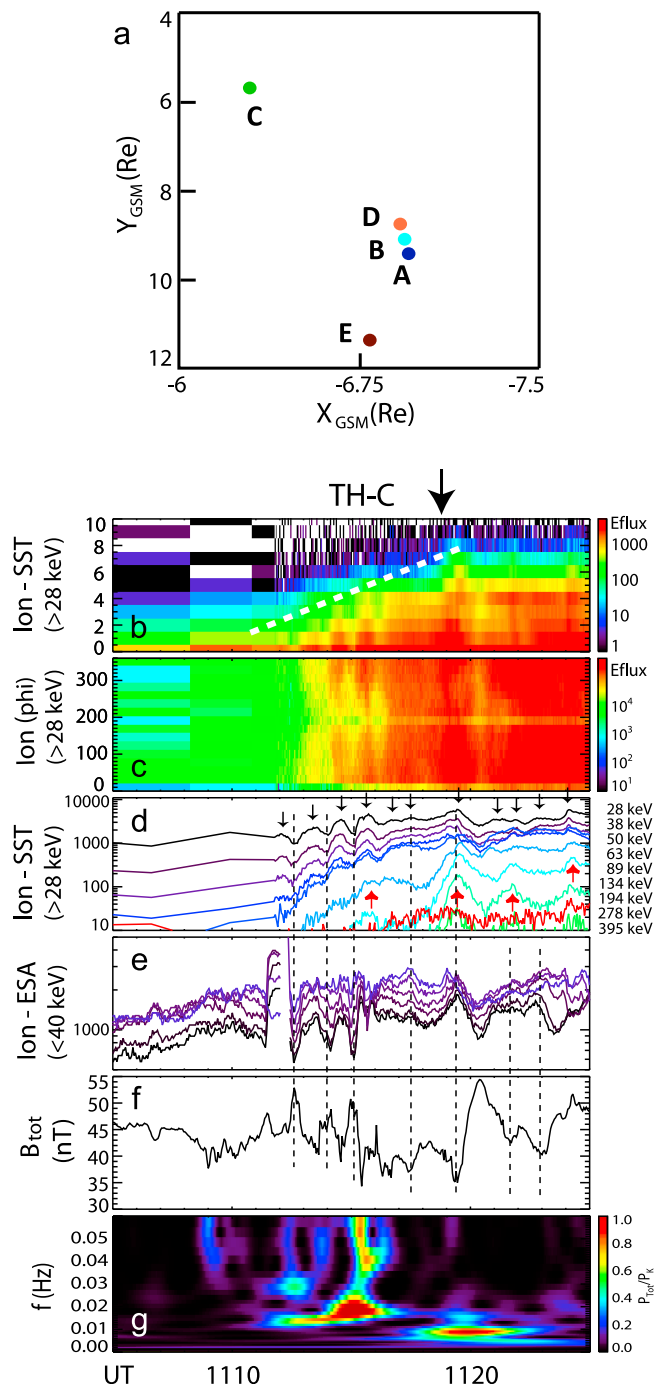 a
4
6
8
10
12
Y GSM (Re)
C
D
B
A
E
-6
-6.75
-7.5
X GSM (Re)
TH-C
Ion - SST
(>28 keV)
10
8
6
4
2
0
b
Eflux
1000
100
10
1
Ion (phi)
(>28 keV)
300
200
100
0
c
Eflux
10^4
10^3
10^2
10^1
Ion - SST
(>28 keV)
10000
1000
100
10
d
28 keV
38 keV
50 keV
63 keV
89 keV
134 keV
194 keV
278 keV
395 keV
Ion - ESA
(<40 keV)
1000
e
B tot
(nT)
55
50
45
40
35
30
f
f (Hz)
0.05
0.04
0.03
0.02
0.01
0.00
g
1.0
0.8
0.6
0.4
0.2
0.0
P Tot/P K
UT
1110
1120